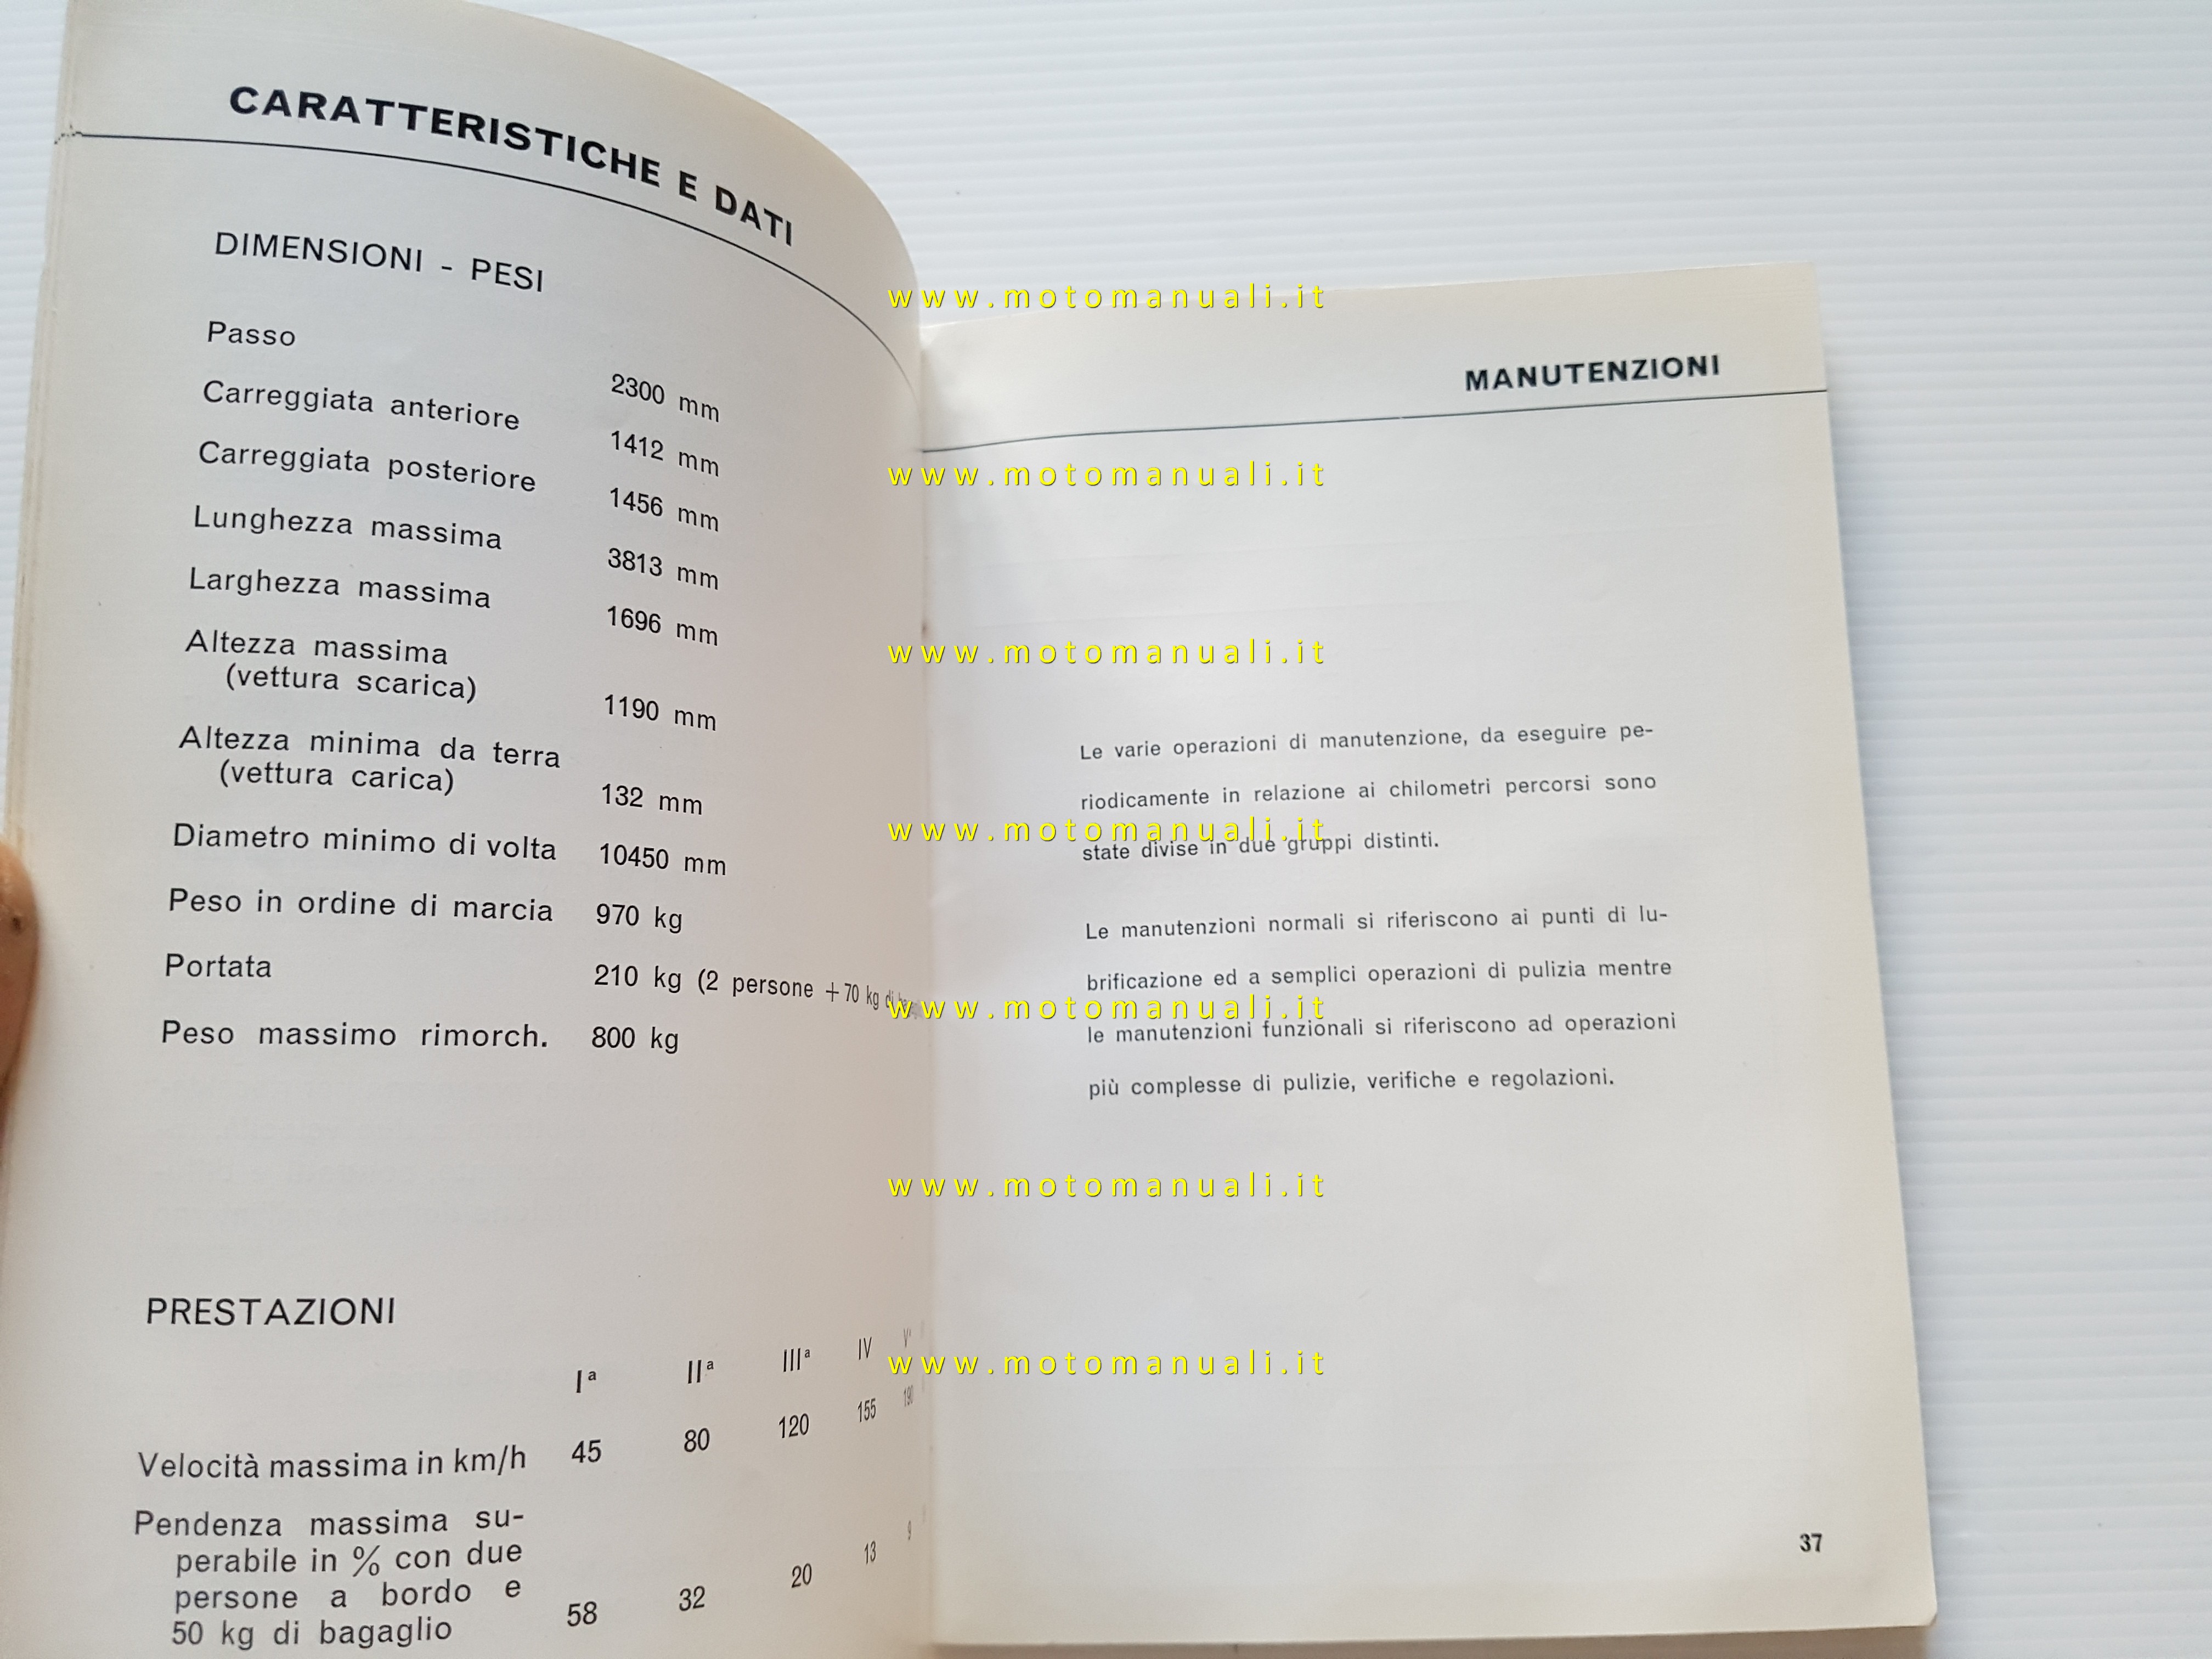 CARATTERISTICHE E DATI
DIMENSIONI - PESI
Passo 2300 mm
Carreggiata anteriore 1412 mm
Carreggiata posteriore 1456 mm
Lunghezza massima 3813 mm
Larghezza massima 1696 mm
Altezza massima
(vettura scarica) 1190 mm
Altezza minima da terra
(vettura carica) 132 mm
Diametro minimo di volta 10450 mm
Peso in ordine di marcia 970 kg
Portata 210 kg (2 persone + 70 kg di
Peso massimo rimorch. 800 kg
PRESTAZIONI
Iª IIª IIIª IV
Velocità massima in km/h 45 80 120 155 190
Pendenza massima su-
perabile in % con due
persone a bordo e
50 kg di bagaglio 58 32 20 13 9
MANUTENZIONI
Le varie operazioni di manutenzione, da eseguire pe-
riodicamente in relazione ai chilometri percorsi sono
state divise in due gruppi distinti.
Le manutenzioni normali si riferiscono ai punti di lu-
brificazione ed a semplici operazioni di pulizia mentre
le manutenzioni funzionali si riferiscono ad operazioni
più complesse di pulizie, verifiche e regolazioni.
37
www.motomanuali.it
www.motomanuali.it
www.motomanuali.it
www.motomanuali.it
www.motomanuali.it
www.motomanuali.it
www.motomanuali.it